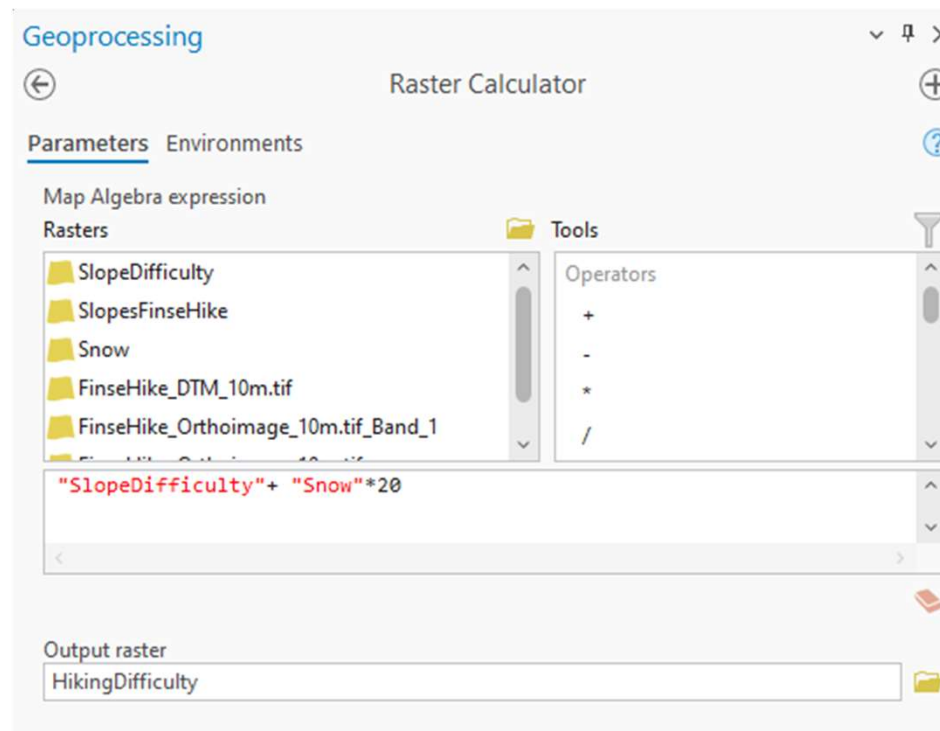 Geoprocessing
Raster Calculator
Parameters Environments
Map Algebra expression
Rasters Tools
SlopeDifficulty
SlopesFinseHike
Snow
FinseHike_DTM_10m.tif
FinseHike_Orthoimage_10m.tif_Band_1
Operators
+
-
*
/
"SlopeDifficulty"+ "Snow"*20
Output raster
HikingDifficulty